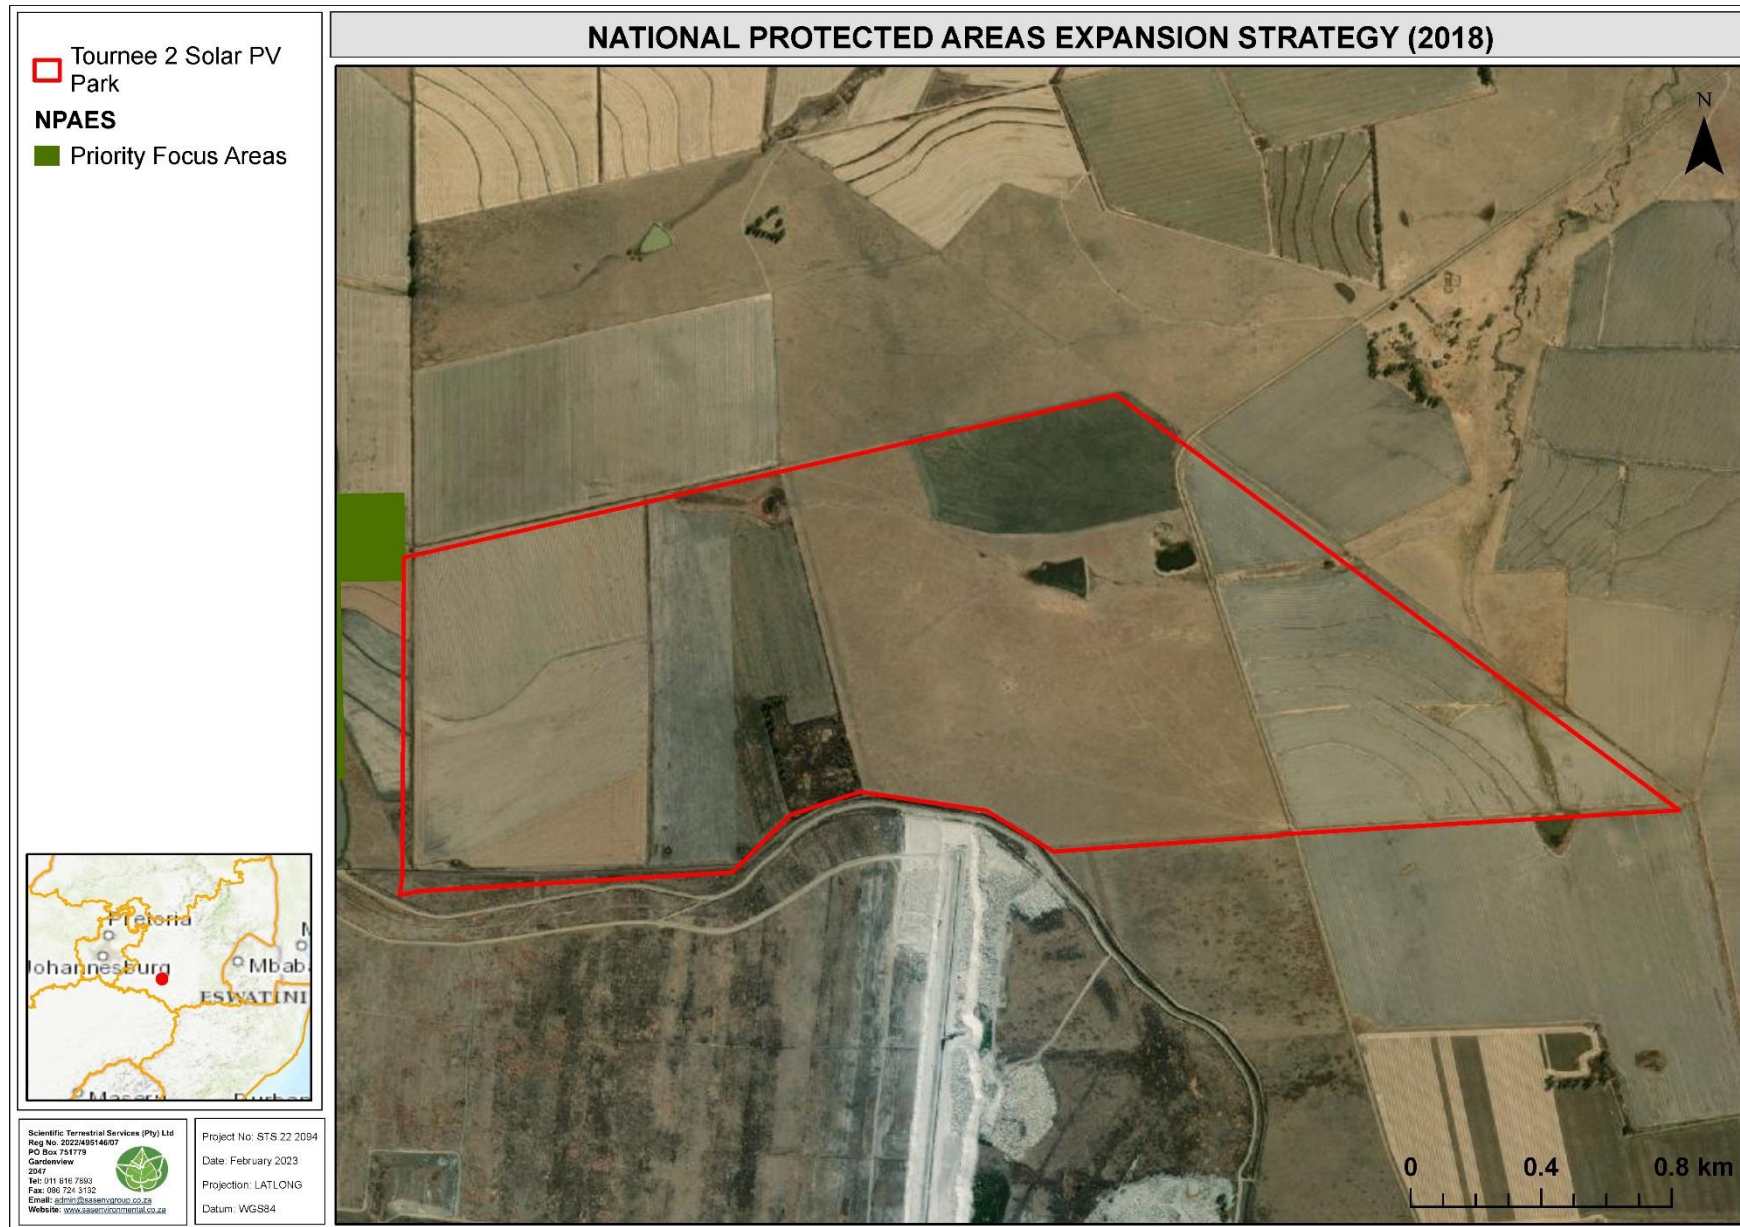 NATIONAL PROTECTED AREAS EXPANSION STRATEGY (2018)
Tournee 2 Solar PV
Park
NPAES
Priority Focus Areas
N
Pretoria
Johannesburg
Mbab
ESWATINI
Maseru
Durban
Scientific Terrestrial Services (Pty) Ltd
Reg No. 2022/495146/07
PO Box 751779
Gardenview
2047
Tel: 011 616 7893
Fax: 086 724 3132
Email: admin@sasenvgroup.co.za
Website: www.sasenvironmental.co.za
Project No: STS 22 2094
Date: February 2023
Projection: LATLONG
Datum: WGS84
0 0.4 0.8 km